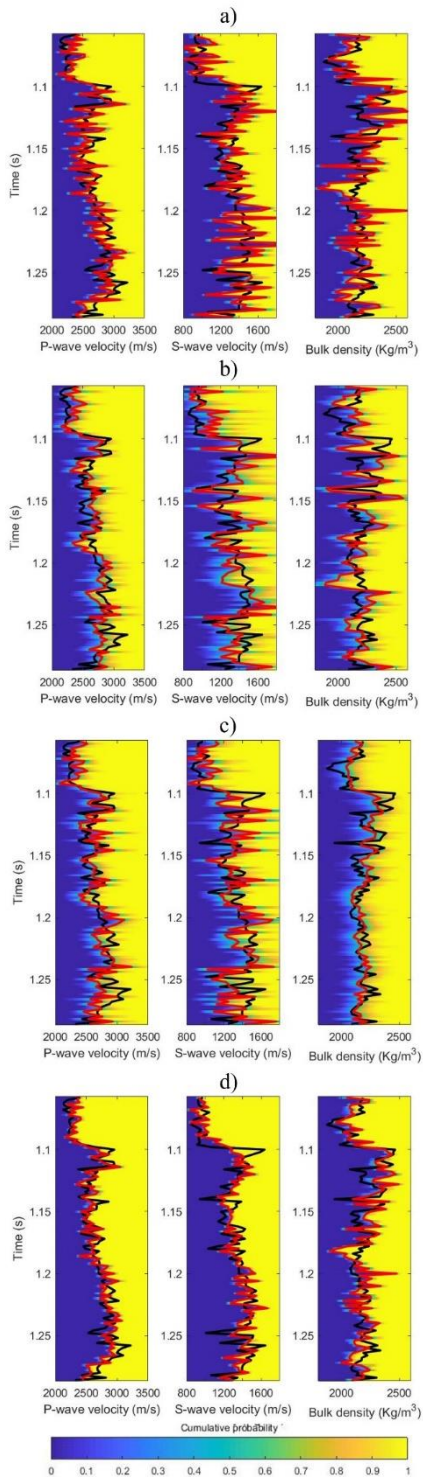 a)
1.1
1.15
1.2
1.25
Time (s)
2000 2500 3000 3500 800 1200 1600 2000 2500
P-wave velocity (m/s) S-wave velocity (m/s) Bulk density (Kg/m³)
b)
1.1
1.15
1.2
1.25
Time (s)
2000 2500 3000 3500 800 1200 1600 2000 2500
P-wave velocity (m/s) S-wave velocity (m/s) Bulk density (Kg/m³)
c)
1.1
1.15
1.2
1.25
Time (s)
2000 2500 3000 3500 800 1200 1600 2000 2500
P-wave velocity (m/s) S-wave velocity (m/s) Bulk density (Kg/m³)
d)
1.1
1.15
1.2
1.25
Time (s)
2000 2500 3000 3500 800 1200 1600 2000 2500
P-wave velocity (m/s) S-wave velocity (m/s) Bulk density (Kg/m³)
Cumulative probability
0 0.1 0.2 0.3 0.4 0.5 0.6 0.7 0.8 0.9 1